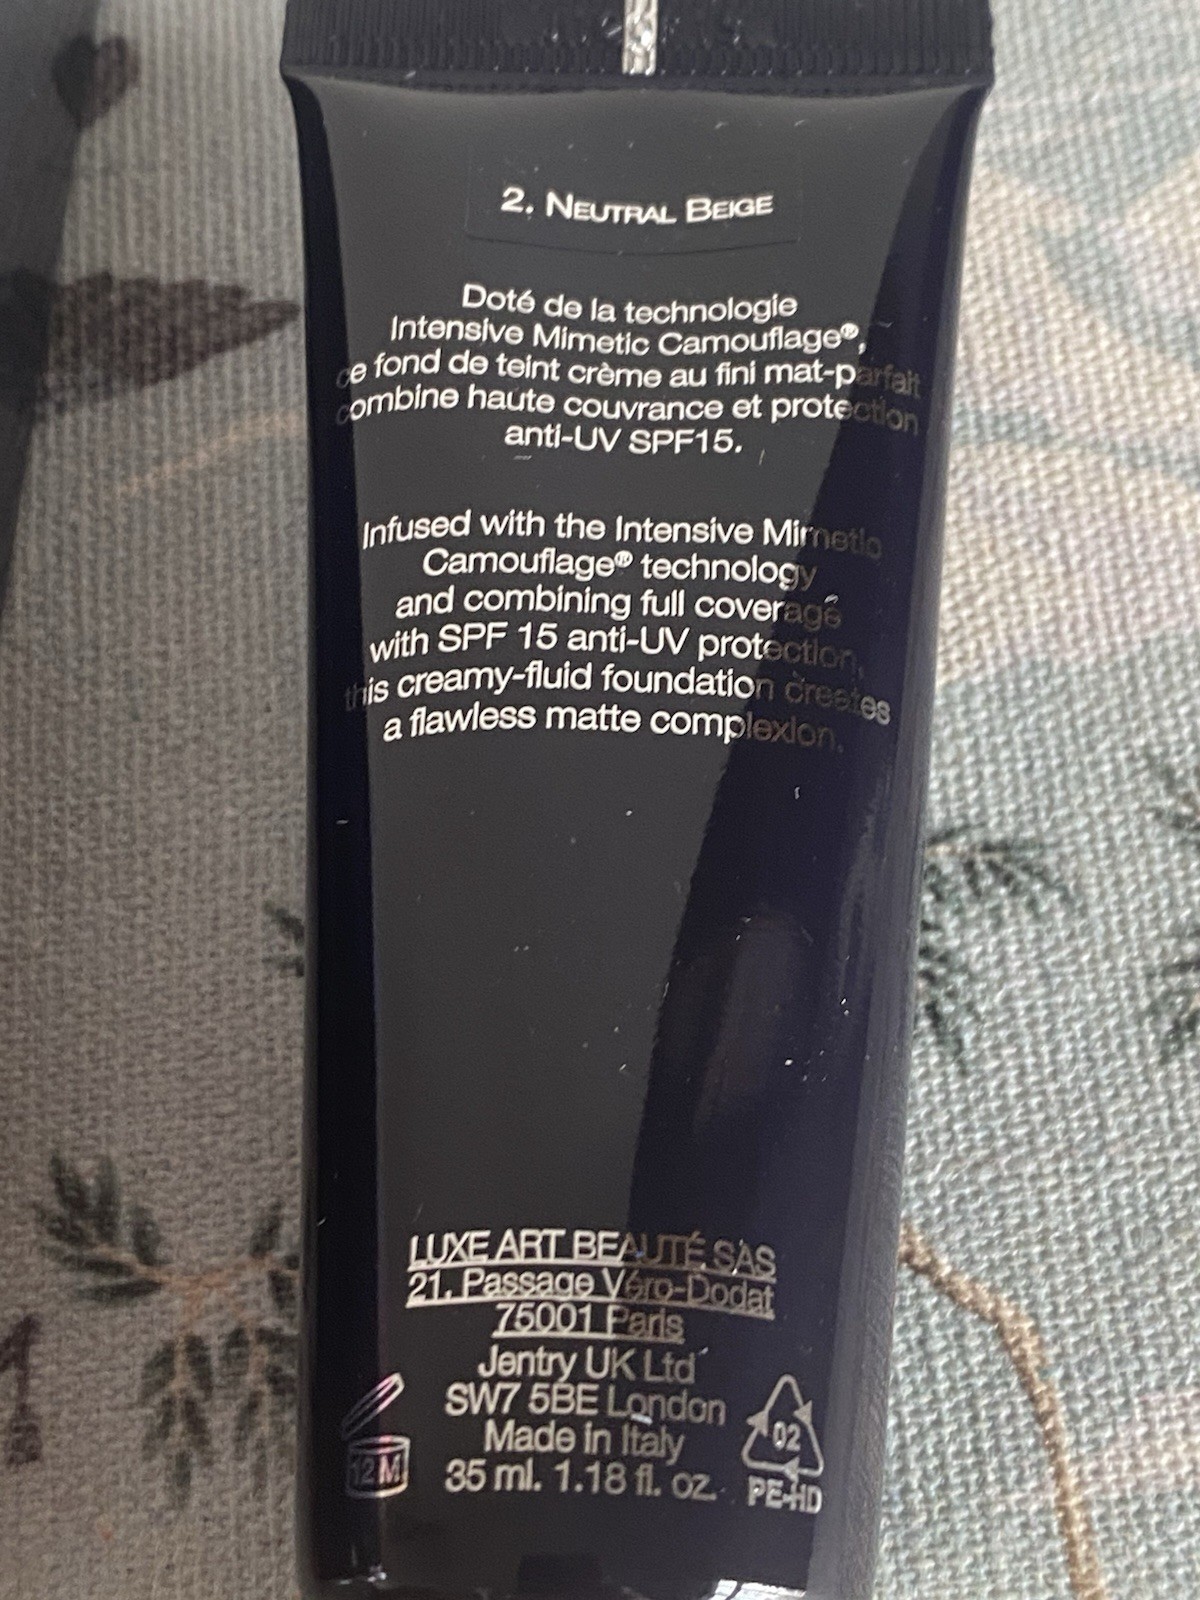 2. NEUTRAL BEIGE
Doté de la technologie
Intensive Mimetic Camouflage®,
ce fond de teint crème au fini mat-parfait
combine haute couvrance et protection
anti-UV SPF15.
Infused with the Intensive Mimetic
Camouflage® technology
and combining full coverage
with SPF 15 anti-UV protection,
this creamy-fluid foundation creates
a flawless matte complexion.
LUXE ART BEAUTÉ SAS
21, Passage Véro-Dodat
75001 Paris
Jentry UK Ltd
SW7 5BE London
Made in Italy
35 ml. 1.18 fl. oz.
12 M
02
PE-HD